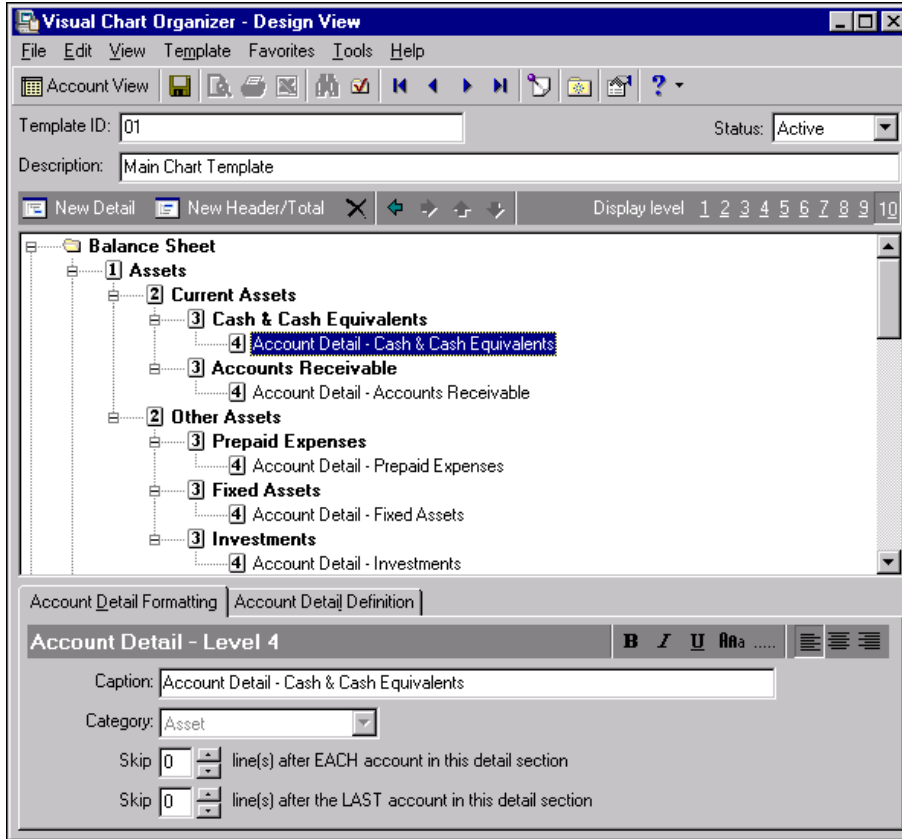 Visual Chart Organizer - Design View
File Edit View Template Favorites Tools Help
Account View
Template ID: 01 Status: Active
Description: Main Chart Template
New Detail New Header/Total Display level 1 2 3 4 5 6 7 8 9 10
Balance Sheet
1 Assets
2 Current Assets
3 Cash & Cash Equivalents
4 Account Detail - Cash & Cash Equivalents
3 Accounts Receivable
4 Account Detail - Accounts Receivable
2 Other Assets
3 Prepaid Expenses
4 Account Detail - Prepaid Expenses
3 Fixed Assets
4 Account Detail - Fixed Assets
3 Investments
4 Account Detail - Investments
Account Detail Formatting Account Detail Definition
Account Detail - Level 4 B I U AAa .....
Caption: Account Detail - Cash & Cash Equivalents
Category: Asset
Skip 0 line(s) after EACH account in this detail section
Skip 0 line(s) after the LAST account in this detail section